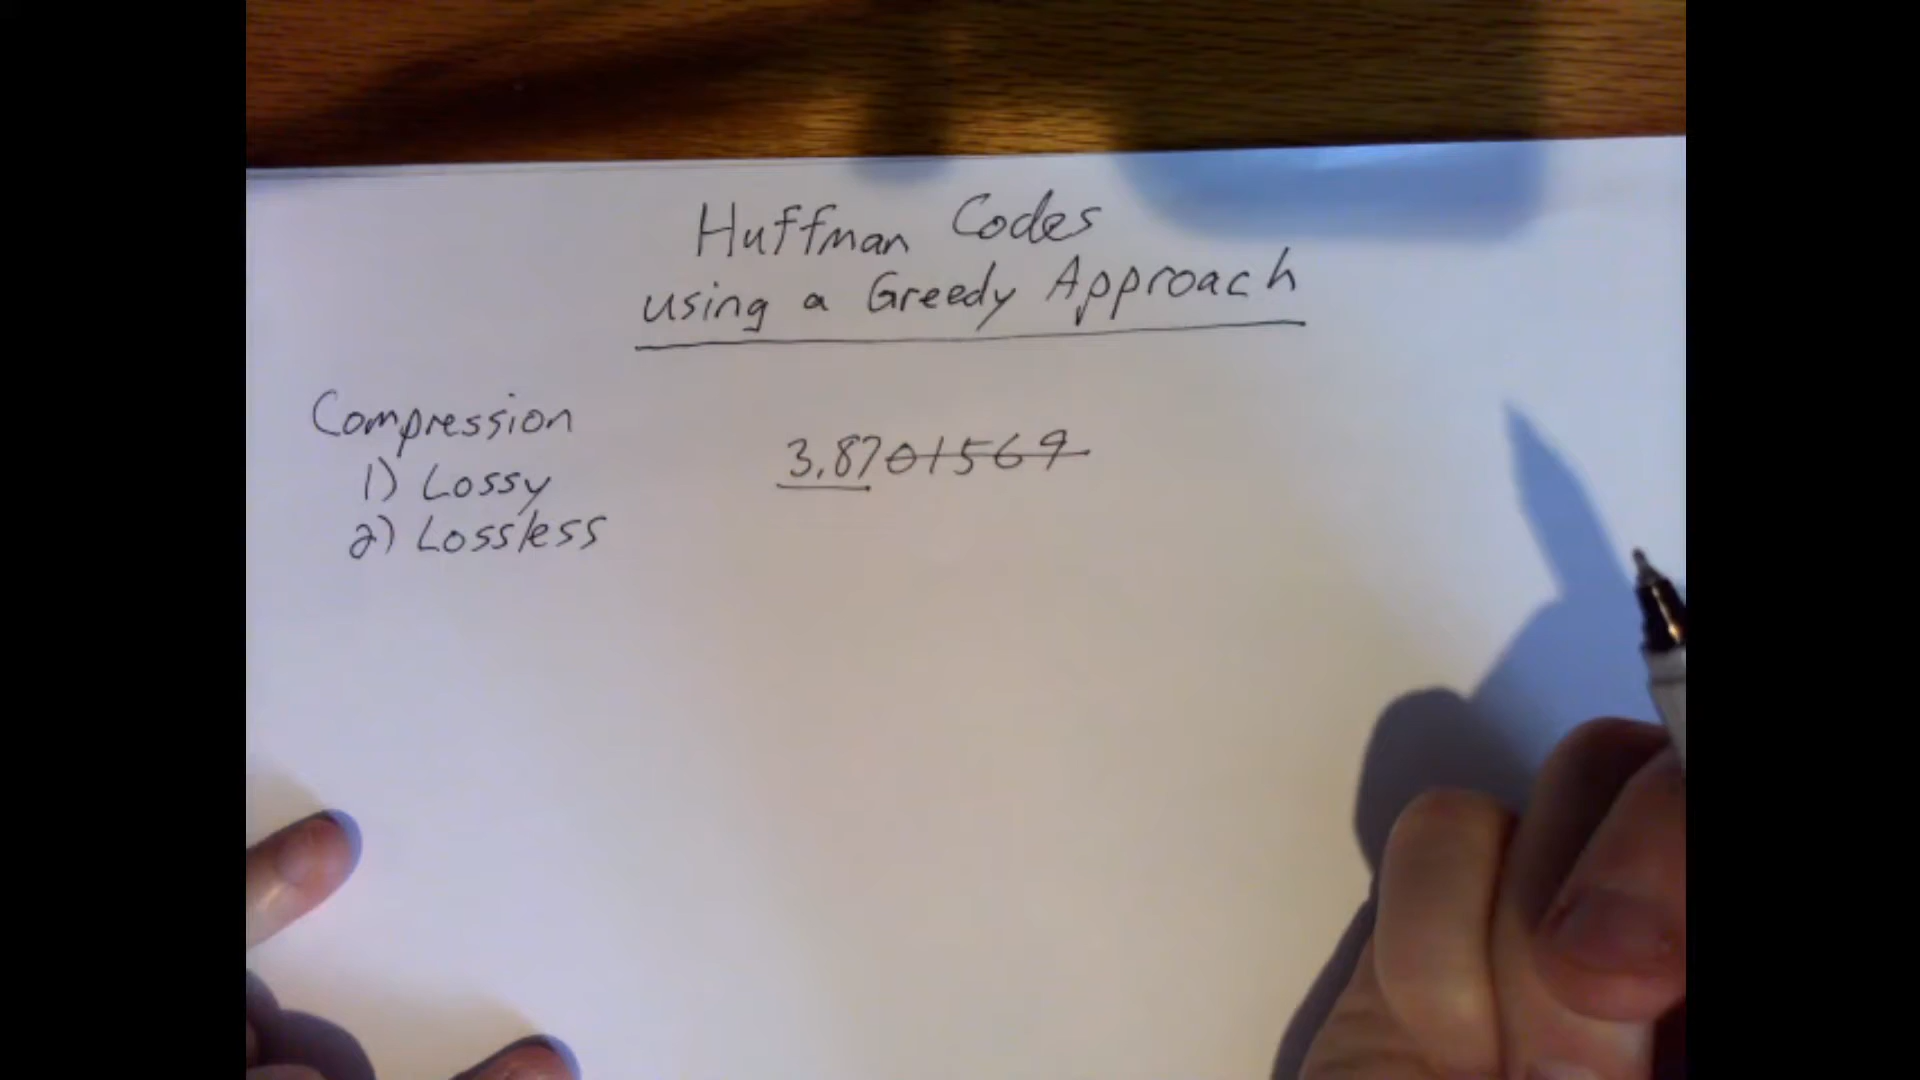 Huffman Codes
using a Greedy Approach
Compression
1) Lossy
2) Lossless
3.8701569